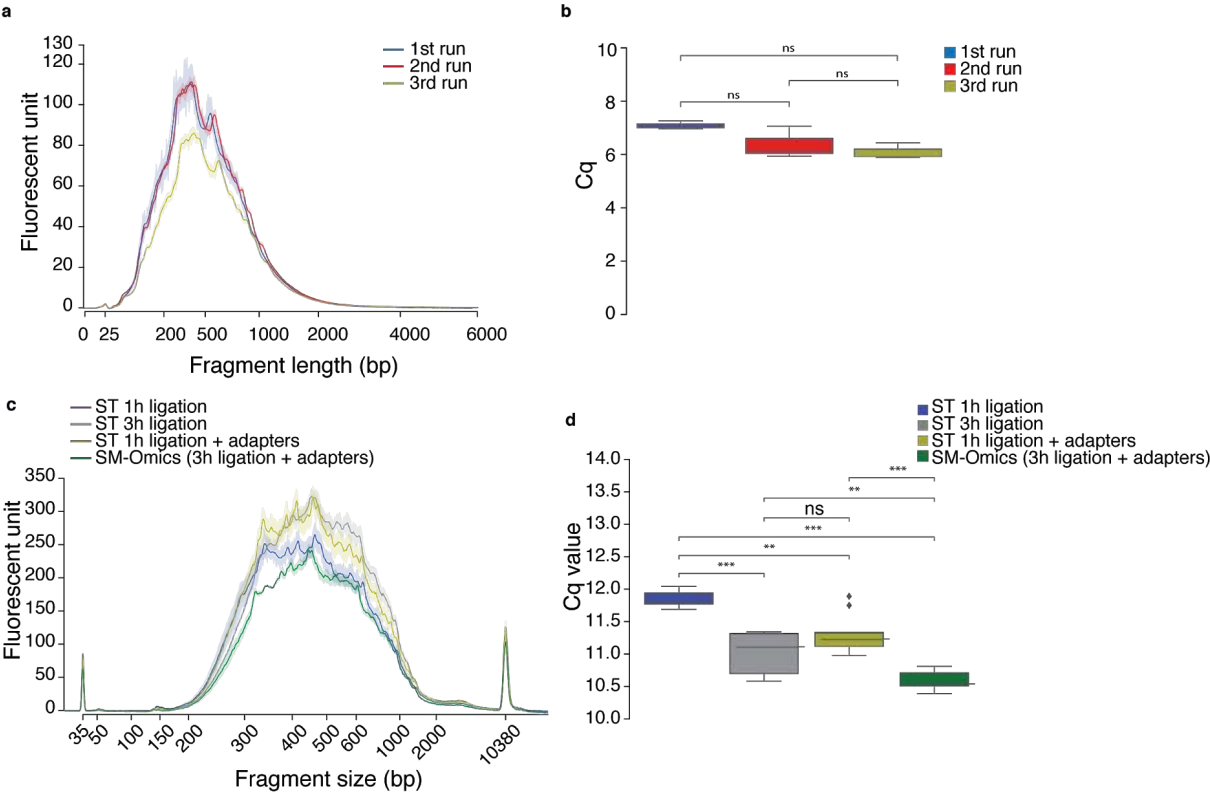 a
130
120
100
80
60
40
20
0
Fluorescent unit
0 25 200 500 1000 2000 4000 6000
Fragment length (bp)
1st run
2nd run
3rd run
b
10
8
6
4
2
0
Cq
ns
ns
ns
1st run
2nd run
3rd run
c
ST 1h ligation
ST 3h ligation
ST 1h ligation + adapters
SM-Omics (3h ligation + adapters)
350
300
250
200
150
100
50
0
Fluorescent unit
35 50 100 150 200 300 400 500 600 1000 2000 10380
Fragment size (bp)
d
ST 1h ligation
ST 3h ligation
ST 1h ligation + adapters
SM-Omics (3h ligation + adapters)
14.0
13.5
13.0
12.5
12.0
11.5
11.0
10.5
10.0
Cq value
***
**
ns
***
**
***